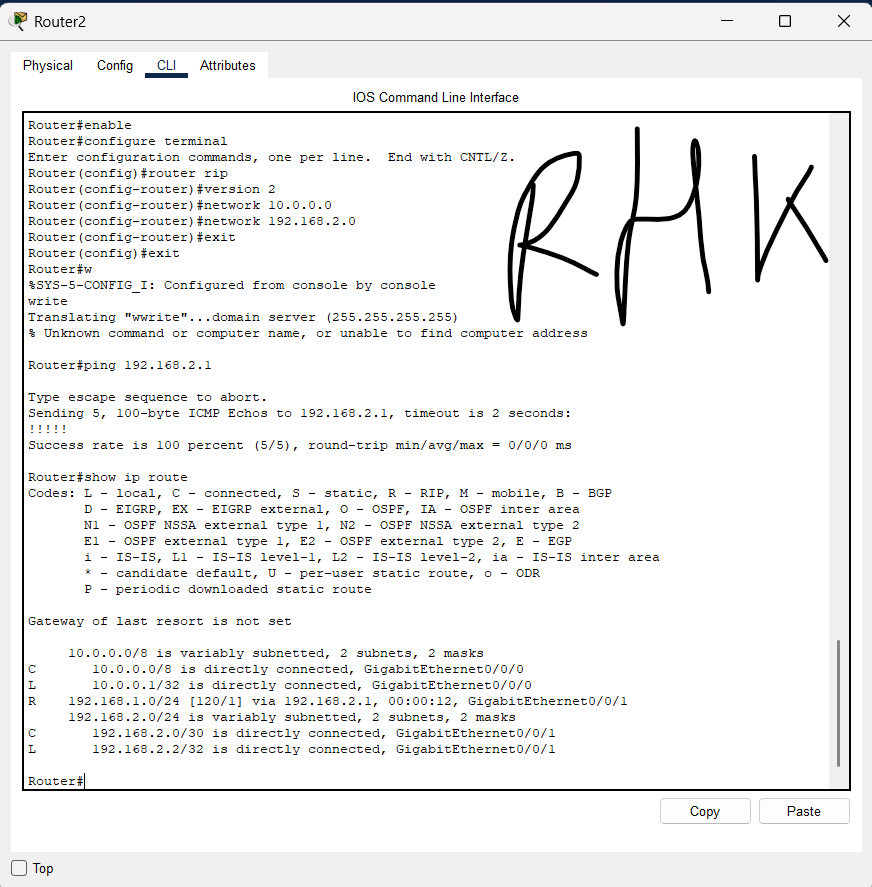 Router2
Physical Config CLI Attributes
IOS Command Line Interface
Router#enable
Router#configure terminal
Enter configuration commands, one per line.  End with CNTL/Z.
Router(config)#router rip
Router(config-router)#version 2
Router(config-router)#network 10.0.0.0
Router(config-router)#network 192.168.2.0
Router(config-router)#exit
Router(config)#exit
Router#w
%SYS-5-CONFIG_I: Configured from console by console
write
Translating "wwrite"...domain server (255.255.255.255)
% Unknown command or computer name, or unable to find computer address
RHK
Router#ping 192.168.2.1
Type escape sequence to abort.
Sending 5, 100-byte ICMP Echos to 192.168.2.1, timeout is 2 seconds:
!!!!!
Success rate is 100 percent (5/5), round-trip min/avg/max = 0/0/0 ms
Router#show ip route
Codes: L - local, C - connected, S - static, R - RIP, M - mobile, B - BGP
       D - EIGRP, EX - EIGRP external, O - OSPF, IA - OSPF inter area
       N1 - OSPF NSSA external type 1, N2 - OSPF NSSA external type 2
       E1 - OSPF external type 1, E2 - OSPF external type 2, E - EGP
       i - IS-IS, L1 - IS-IS level-1, L2 - IS-IS level-2, ia - IS-IS inter area
       * - candidate default, U - per-user static route, o - ODR
       P - periodic downloaded static route
Gateway of last resort is not set
     10.0.0.0/8 is variably subnetted, 2 subnets, 2 masks
C       10.0.0.0/8 is directly connected, GigabitEthernet0/0/0
L       10.0.0.1/32 is directly connected, GigabitEthernet0/0/0
R    192.168.1.0/24 [120/1] via 192.168.2.1, 00:00:12, GigabitEthernet0/0/1
     192.168.2.0/24 is variably subnetted, 2 subnets, 2 masks
C       192.168.2.0/30 is directly connected, GigabitEthernet0/0/1
L       192.168.2.2/32 is directly connected, GigabitEthernet0/0/1
Router#
Copy Paste
Top